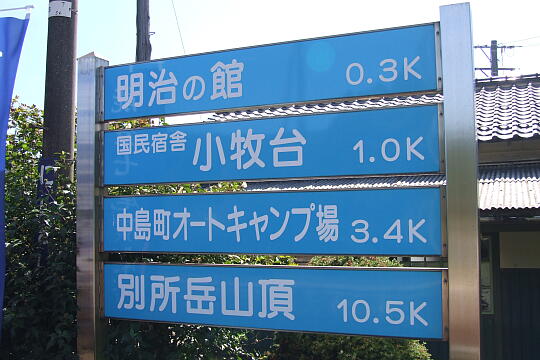 明治の館 0.3K
国民宿舎 小牧台 1.0K
中島町オートキャンプ場 3.4K
別所岳山頂 10.5K